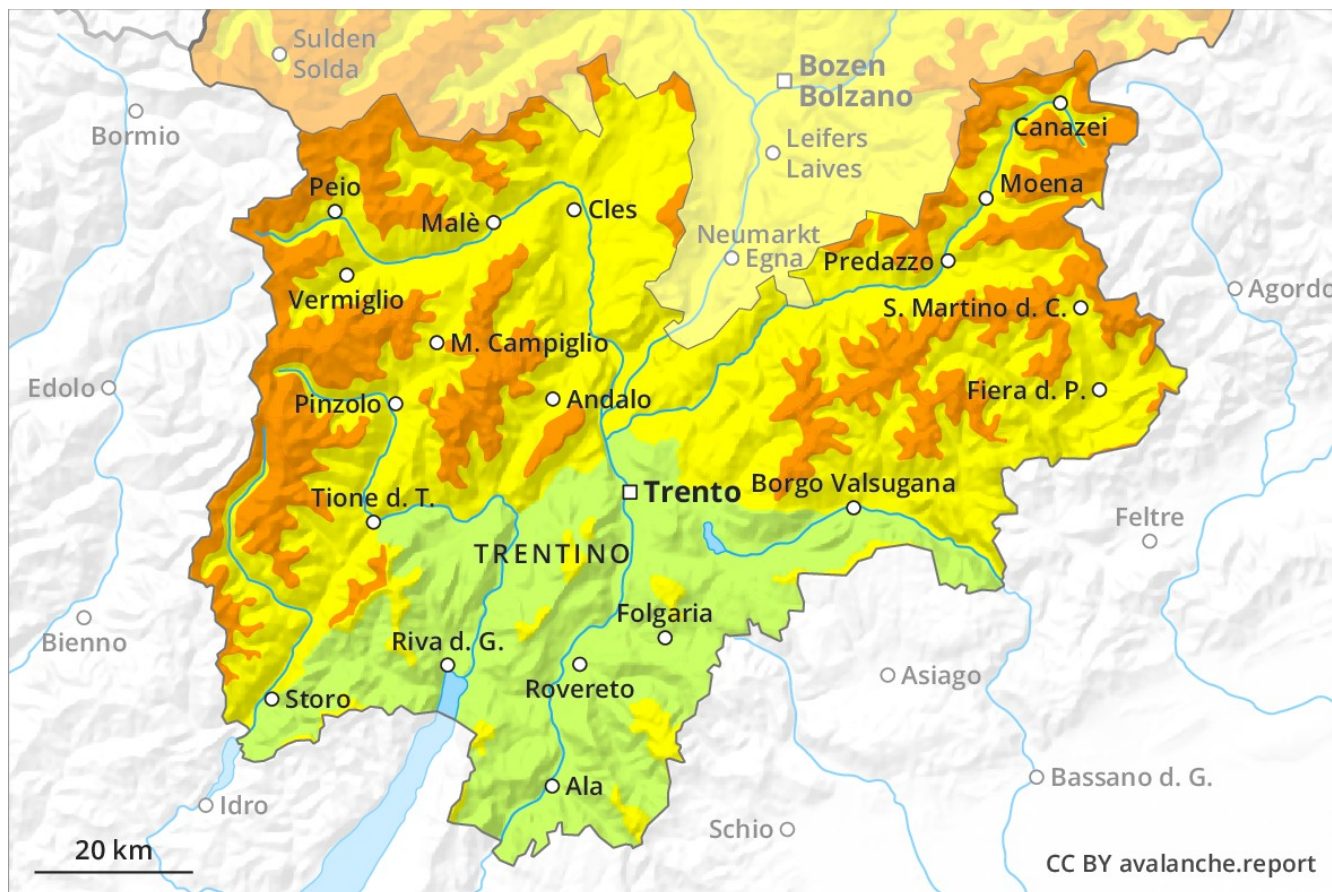 Sulden
Solda
Bozen
Bolzano
Bormio
Canazei
Leifers
Laives
Peio
Moena
Malè
Cles
Neumarkt
Egna
Predazzo
Vermiglio
Agordo
S. Martino d. C.
M. Campiglio
Edolo
Pinzolo
Andalo
Fiera d. P.
Trento
Borgo Valsugana
Tione d. T.
Feltre
TRENTINO
Folgaria
Bienno
Riva d. G.
Asiago
Rovereto
Storo
Bassano d. G.
Ala
Idro
Schio
20 km
CC BY avalanche.report